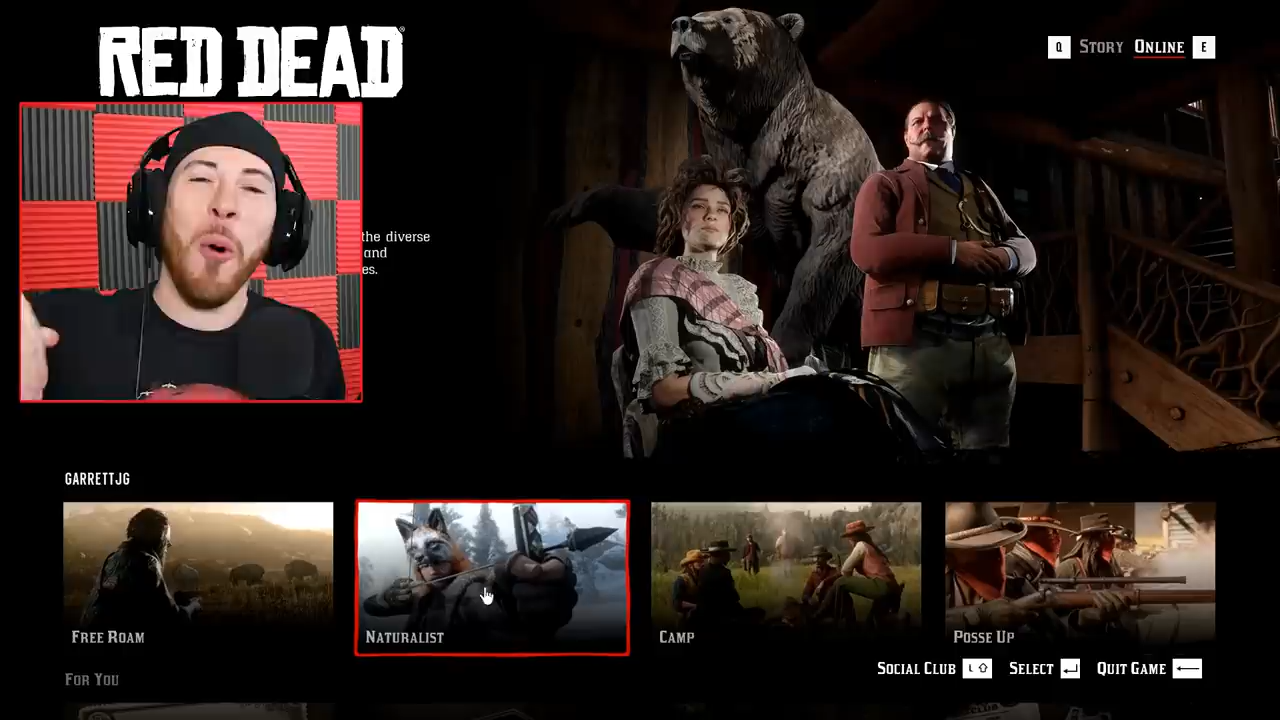 RED DEAD
Q STORY ONLINE E
the diverse
and
es.
GARRETTJG
FREE ROAM
NATURALIST
CAMP
POSSE UP
SOCIAL CLUB L SELECT QUIT GAME
FOR YOU